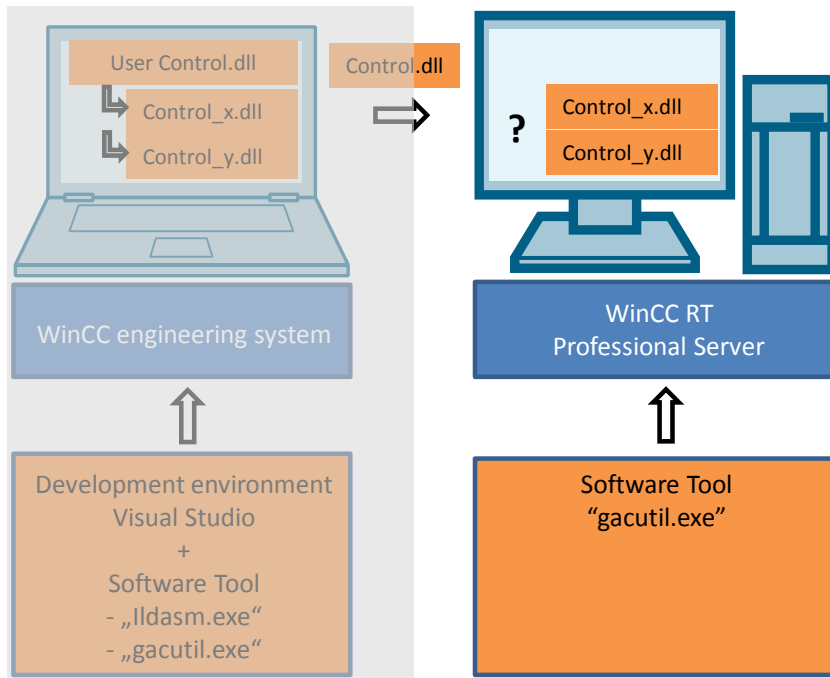 User Control.dll
Control_x.dll
Control_y.dll
Control.dll
?
Control_x.dll
Control_y.dll
WinCC engineering system
WinCC RT
Professional Server
Development environment
Visual Studio
+
Software Tool
- „Ildasm.exe“
- „gacutil.exe“
Software Tool
“gacutil.exe”